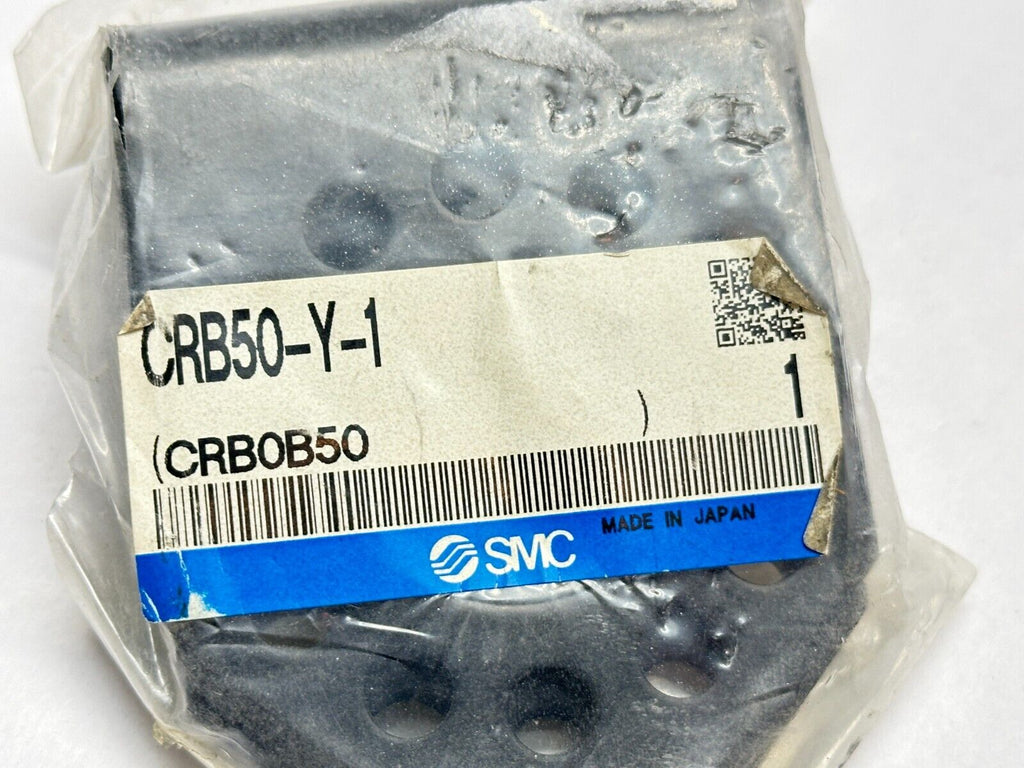 CRB50-Y-1
1
(CRB0B50 )
SMC MADE IN JAPAN